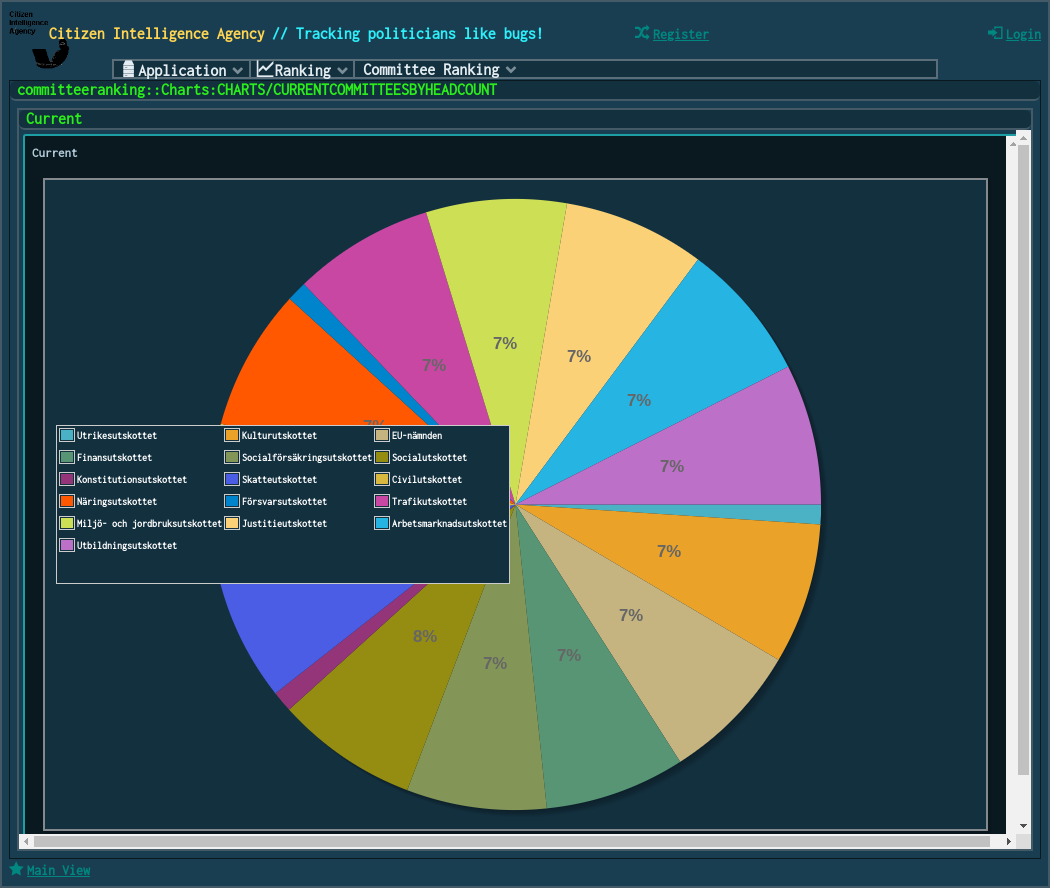 Citizen
Intelligence
Agency
Citizen Intelligence Agency // Tracking politicians like bugs!
Register
Login
Application
Ranking
Committee Ranking
committeeranking::Charts:CHARTS/CURRENTCOMMITTEESBYHEADCOUNT
Current
Current
7%
7%
7%
7%
7%
7%
7%
Utrikesutskottet Kulturutskottet EU-nämnden
Finansutskottet Socialförsäkringsutskottet Socialutskottet
Konstitutionsutskottet Skatteutskottet Civilutskottet
Näringsutskottet Försvarsutskottet Trafikutskottet
Miljö- och jordbruksutskottet Justitieutskottet Arbetsmarknadsutskottet
Utbildningsutskottet
7%
8%
7%
7%
Main View